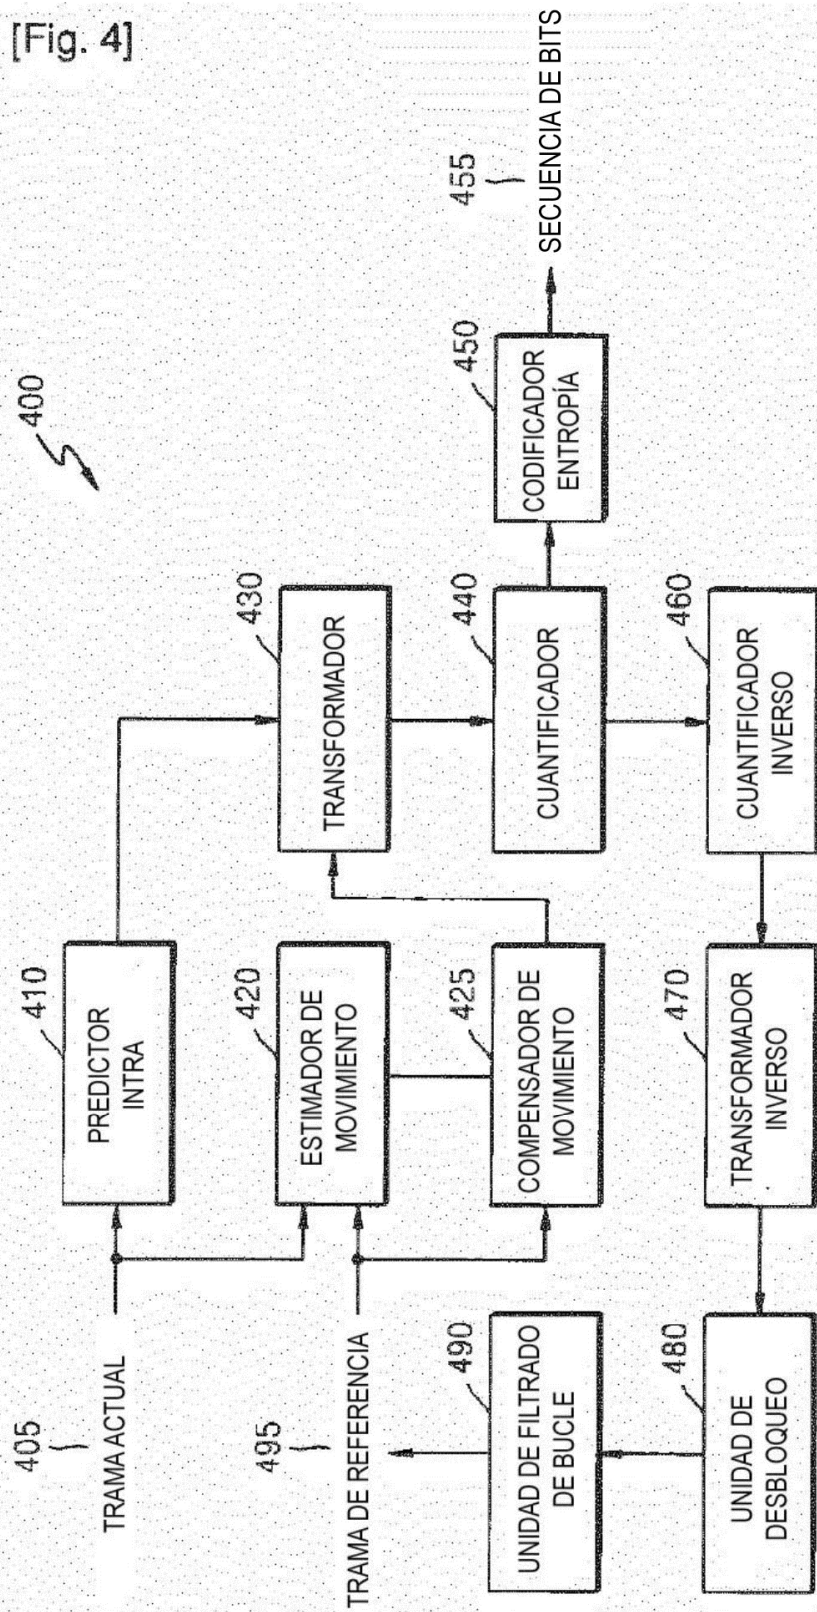 [Fig. 4]
400
405
TRAMA ACTUAL
410
PREDICTOR
INTRA
495
TRAMA DE REFERENCIA
420
ESTIMADOR DE
MOVIMIENTO
430
TRANSFORMADOR
490
UNIDAD DE FILTRADO
DE BUCLE
425
COMPENSADOR DE
MOVIMIENTO
440
CUANTIFICADOR
450
CODIFICADOR
ENTROPÍA
455
SECUENCIA DE BITS
480
UNIDAD DE
DESBLOQUEO
470
TRANSFORMADOR
INVERSO
460
CUANTIFICADOR
INVERSO